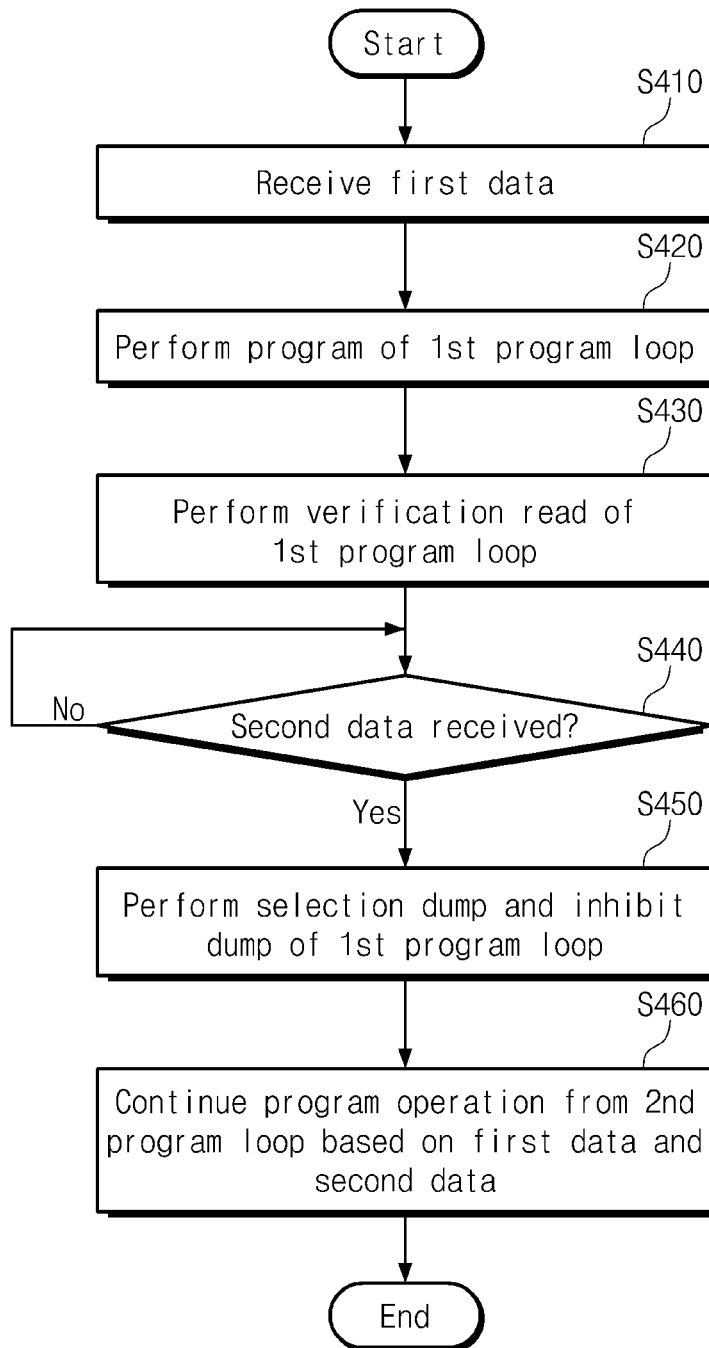 Start
S410
Receive first data
S420
Perform program of 1st program loop
S430
Perform verification read of
1st program loop
S440
Second data received?
No
Yes
S450
Perform selection dump and inhibit
dump of 1st program loop
S460
Continue program operation from 2nd
program loop based on first data and
second data
End